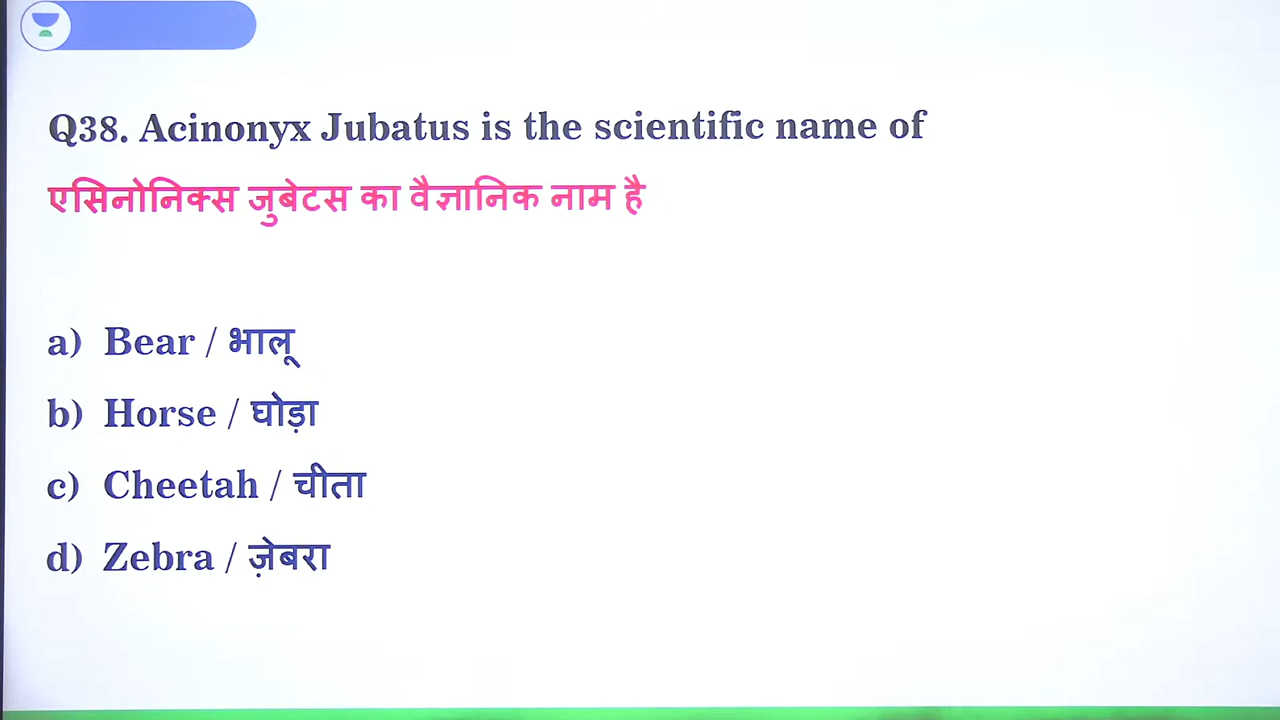 Q38. Acinonyx Jubatus is the scientific name of
एसिनोनिक्स जुबेटस का वैज्ञानिक नाम है
a) Bear / भालू
b) Horse / घोड़ा
c) Cheetah / चीता
d) Zebra / ज़ेबरा